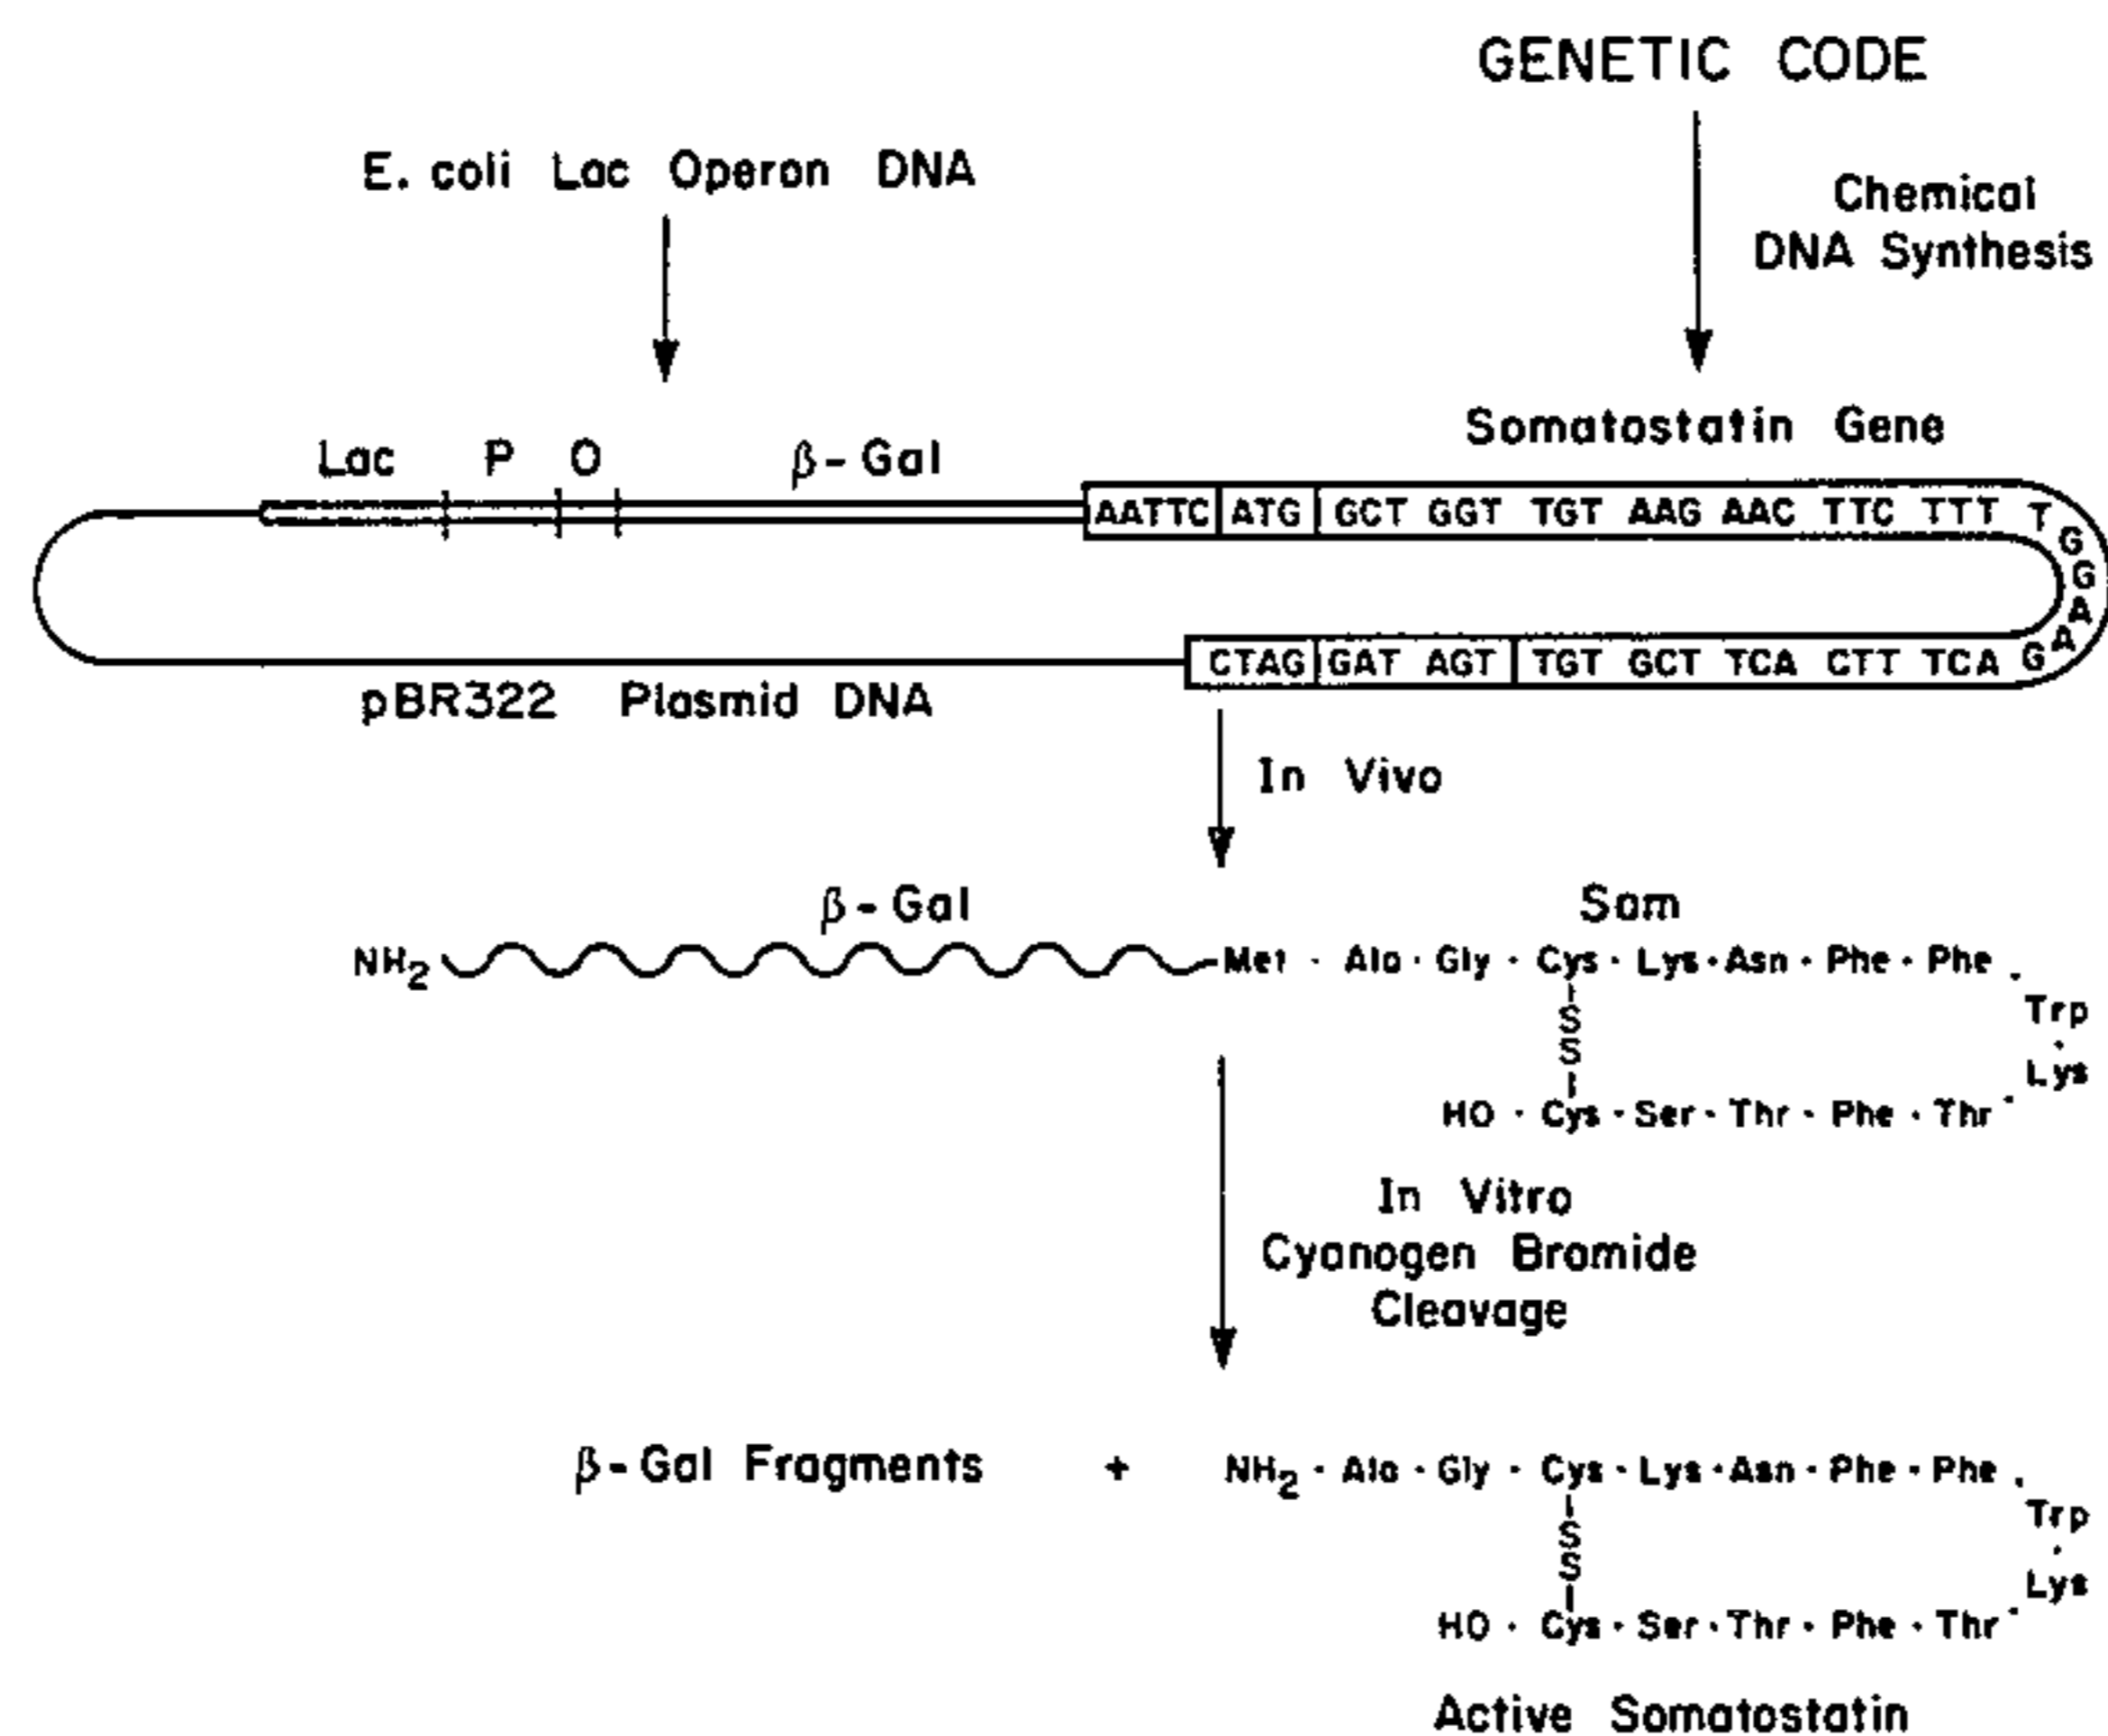 GENETIC CODE
E. coli Lac Operon DNA
Chemical
DNA Synthesis
Somatostatin Gene
Lac P O β-Gal
AATTC ATG GCT GGT TGT AAG AAC TTC TTT
T
G
G
A
A
G
CTAG GAT AGT TGT GCT TCA CTT TCA
pBR322 Plasmid DNA
In Vivo
β-Gal Som
NH2 Met · Ala · Gly · Cys · Lys · Asn · Phe · Phe ·
Trp
·
Lys
S
S
HO · Cys · Ser · Thr · Phe · Thr ·
In Vitro
Cyanogen Bromide
Cleavage
β-Gal Fragments + NH2 · Ala · Gly · Cys · Lys · Asn · Phe · Phe ·
Trp
·
Lys
S
S
HO · Cys · Ser · Thr · Phe · Thr ·
Active Somatostatin